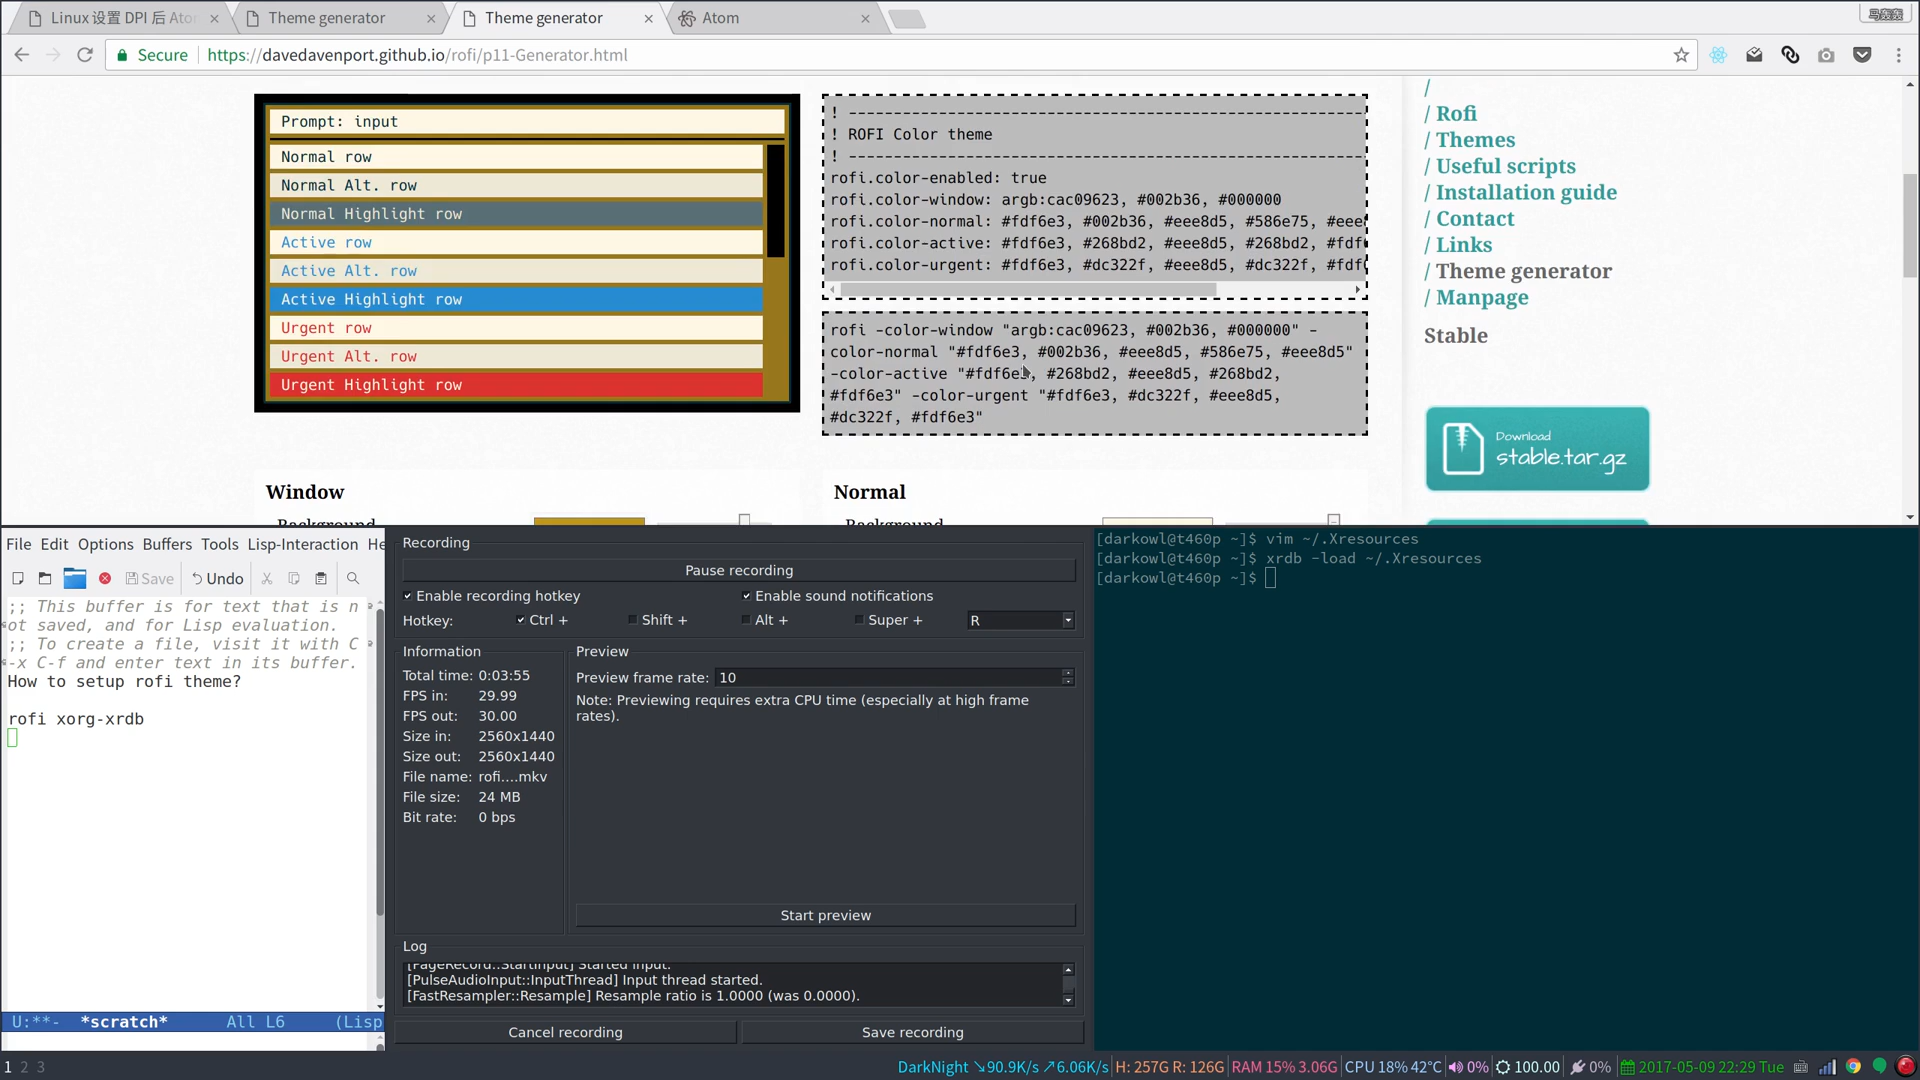 Linux 设置 DPI 后 Ato
Theme generator
Theme generator
Atom
马轰轰
Secure
https://davedavenport.github.io/rofi/p11-Generator.html
Prompt: input
Normal row
Normal Alt. row
Normal Highlight row
Active row
Active Alt. row
Active Highlight row
Urgent row
Urgent Alt. row
Urgent Highlight row
! ---------------------------------------------------------
! ROFI Color theme
! ---------------------------------------------------------
rofi.color-enabled: true
rofi.color-window: argb:cac09623, #002b36, #000000
rofi.color-normal: #fdf6e3, #002b36, #eee8d5, #586e75, #eee
rofi.color-active: #fdf6e3, #268bd2, #eee8d5, #268bd2, #fdf
rofi.color-urgent: #fdf6e3, #dc322f, #eee8d5, #dc322f, #fdf
rofi -color-window "argb:cac09623, #002b36, #000000" -
color-normal "#fdf6e3, #002b36, #eee8d5, #586e75, #eee8d5"
-color-active "#fdf6e3, #268bd2, #eee8d5, #268bd2,
#fdf6e3" -color-urgent "#fdf6e3, #dc322f, #eee8d5,
#dc322f, #fdf6e3"
/
/ Rofi
/ Themes
/ Useful scripts
/ Installation guide
/ Contact
/ Links
/ Theme generator
/ Manpage
Stable
Download
stable.tar.gz
Window
Normal
Background
Background
File Edit Options Buffers Tools Lisp-Interaction He
Save Undo
;; This buffer is for text that is n
ot saved, and for Lisp evaluation.
;; To create a file, visit it with C
-x C-f and enter text in its buffer.
How to setup rofi theme?
rofi xorg-xrdb
U:**- *scratch* All L6 (Lisp
Recording
Pause recording
Enable recording hotkey
Enable sound notifications
Hotkey: Ctrl + Shift + Alt + Super + R
Information
Total time: 0:03:55
FPS in: 29.99
FPS out: 30.00
Size in: 2560x1440
Size out: 2560x1440
File name: rofi....mkv
File size: 24 MB
Bit rate: 0 bps
Preview
Preview frame rate: 10
Note: Previewing requires extra CPU time (especially at high frame
rates).
Start preview
Log
[PageRecord::StartInput] Started input.
[PulseAudioInput::InputThread] Input thread started.
[FastResampler::Resample] Resample ratio is 1.0000 (was 0.0000).
Cancel recording
Save recording
[darkowl@t460p ~]$ vim ~/.Xresources
[darkowl@t460p ~]$ xrdb -load ~/.Xresources
[darkowl@t460p ~]$
1 2 3
DarkNight ↘90.9K/s ↗6.06K/s H: 257G R: 126G RAM 15% 3.06G CPU 18% 42°C 0% 100.00 0% 2017-05-09 22:29 Tue